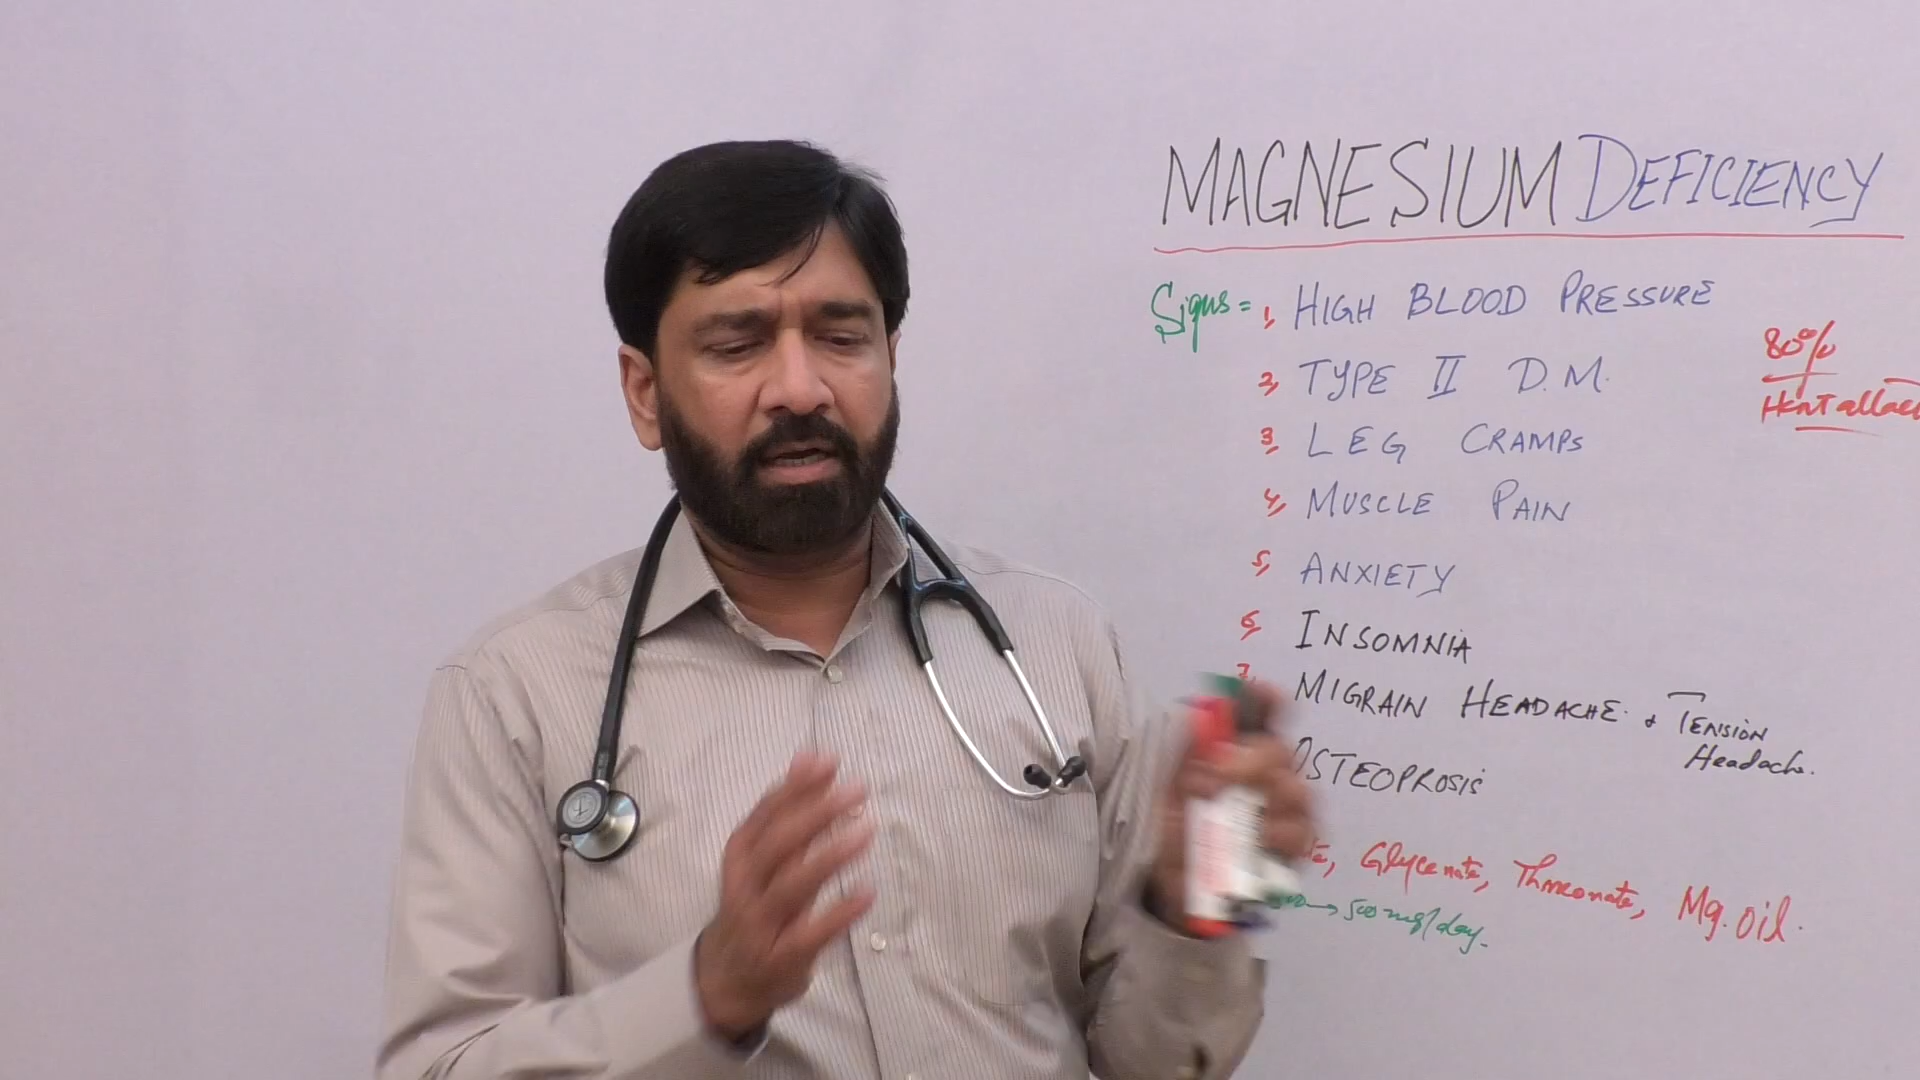 MAGNESIUM DEFICIENCY
Signs = 1, HIGH BLOOD PRESSURE
80%
Heart attack
2, TYPE II D.M.
3, LEG CRAMPS
4, MUSCLE PAIN
5, ANXIETY
6, INSOMNIA
7, MIGRAIN HEADACHE & TENSION
Headache.
OSTEOPROSIS
Glycenate, Threonate, Mg. oil.
500 mg/day.